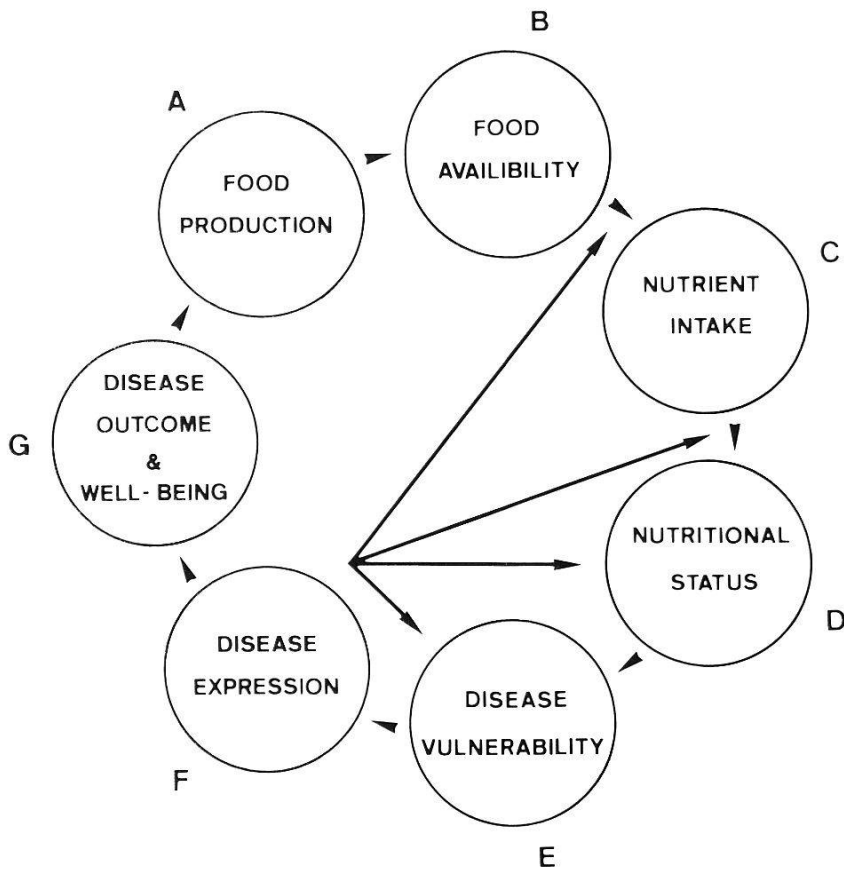 A
FOOD
PRODUCTION
B
FOOD
AVAILIBILITY
C
NUTRIENT
INTAKE
NUTRITIONAL
STATUS
D
DISEASE
VULNERABILITY
E
DISEASE
EXPRESSION
F
DISEASE
OUTCOME
&
WELL-BEING
G